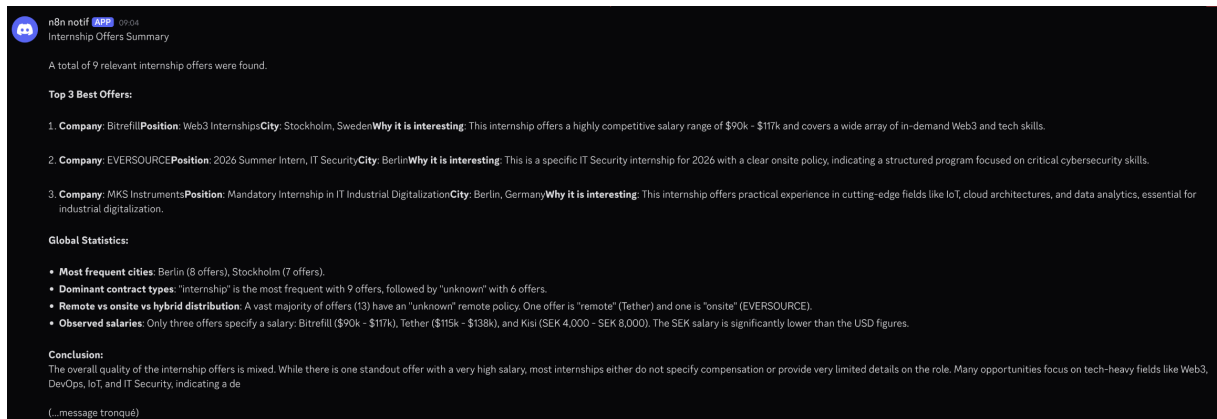 n8n notif APP 09:04
Internship Offers Summary
A total of 9 relevant internship offers were found.
Top 3 Best Offers:
1. Company: BitrefillPosition: Web3 InternshipsCity: Stockholm, SwedenWhy it is interesting: This internship offers a highly competitive salary range of $90k - $117k and covers a wide array of in-demand Web3 and tech skills.
2. Company: EVERSOURCEPosition: 2026 Summer Intern, IT SecurityCity: BerlinWhy it is interesting: This is a specific IT Security internship for 2026 with a clear onsite policy, indicating a structured program focused on critical cybersecurity skills.
3. Company: MKS InstrumentsPosition: Mandatory Internship in IT Industrial DigitalizationCity: Berlin, GermanyWhy it is interesting: This internship offers practical experience in cutting-edge fields like IoT, cloud architectures, and data analytics, essential for
industrial digitalization.
Global Statistics:
• Most frequent cities: Berlin (8 offers), Stockholm (7 offers).
• Dominant contract types: "internship" is the most frequent with 9 offers, followed by "unknown" with 6 offers.
• Remote vs onsite vs hybrid distribution: A vast majority of offers (13) have an "unknown" remote policy. One offer is "remote" (Tether) and one is "onsite" (EVERSOURCE).
• Observed salaries: Only three offers specify a salary: Bitrefill ($90k - $117k), Tether ($115k - $138k), and Kisi (SEK 4,000 - SEK 8,000). The SEK salary is significantly lower than the USD figures.
Conclusion:
The overall quality of the internship offers is mixed. While there is one standout offer with a very high salary, most internships either do not specify compensation or provide very limited details on the role. Many opportunities focus on tech-heavy fields like Web3,
DevOps, IoT, and IT Security, indicating a de
(...message tronqué)